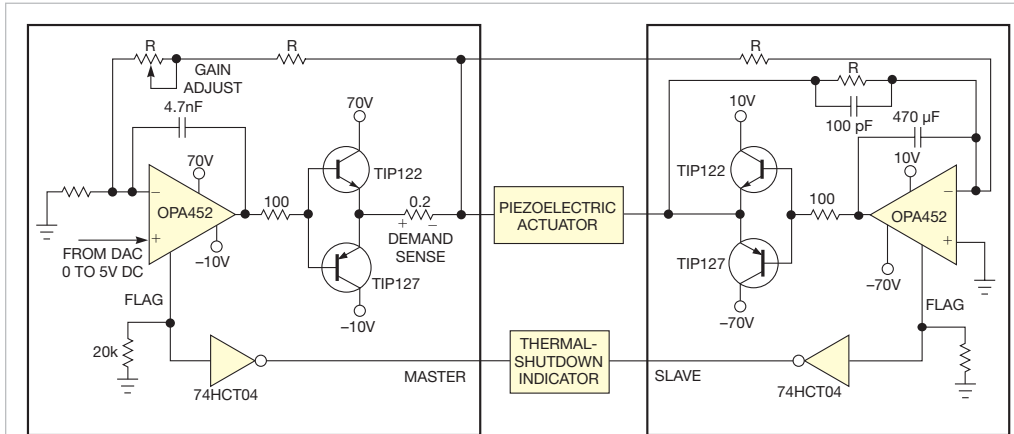 R
GAIN
ADJUST
R
4.7nF
70V
OPA452
–
+
–10V
FROM DAC
0 TO 5V DC
100
70V
TIP122
TIP127
–10V
0.2
+ –
DEMAND
SENSE
FLAG
20k
74HCT04
MASTER
PIEZOELECTRIC
ACTUATOR
THERMAL-
SHUTDOWN
INDICATOR
R
R
100 pF
470 µF
10V
TIP122
TIP127
–70V
100
10V
OPA452
–
+
–70V
FLAG
SLAVE
74HCT04